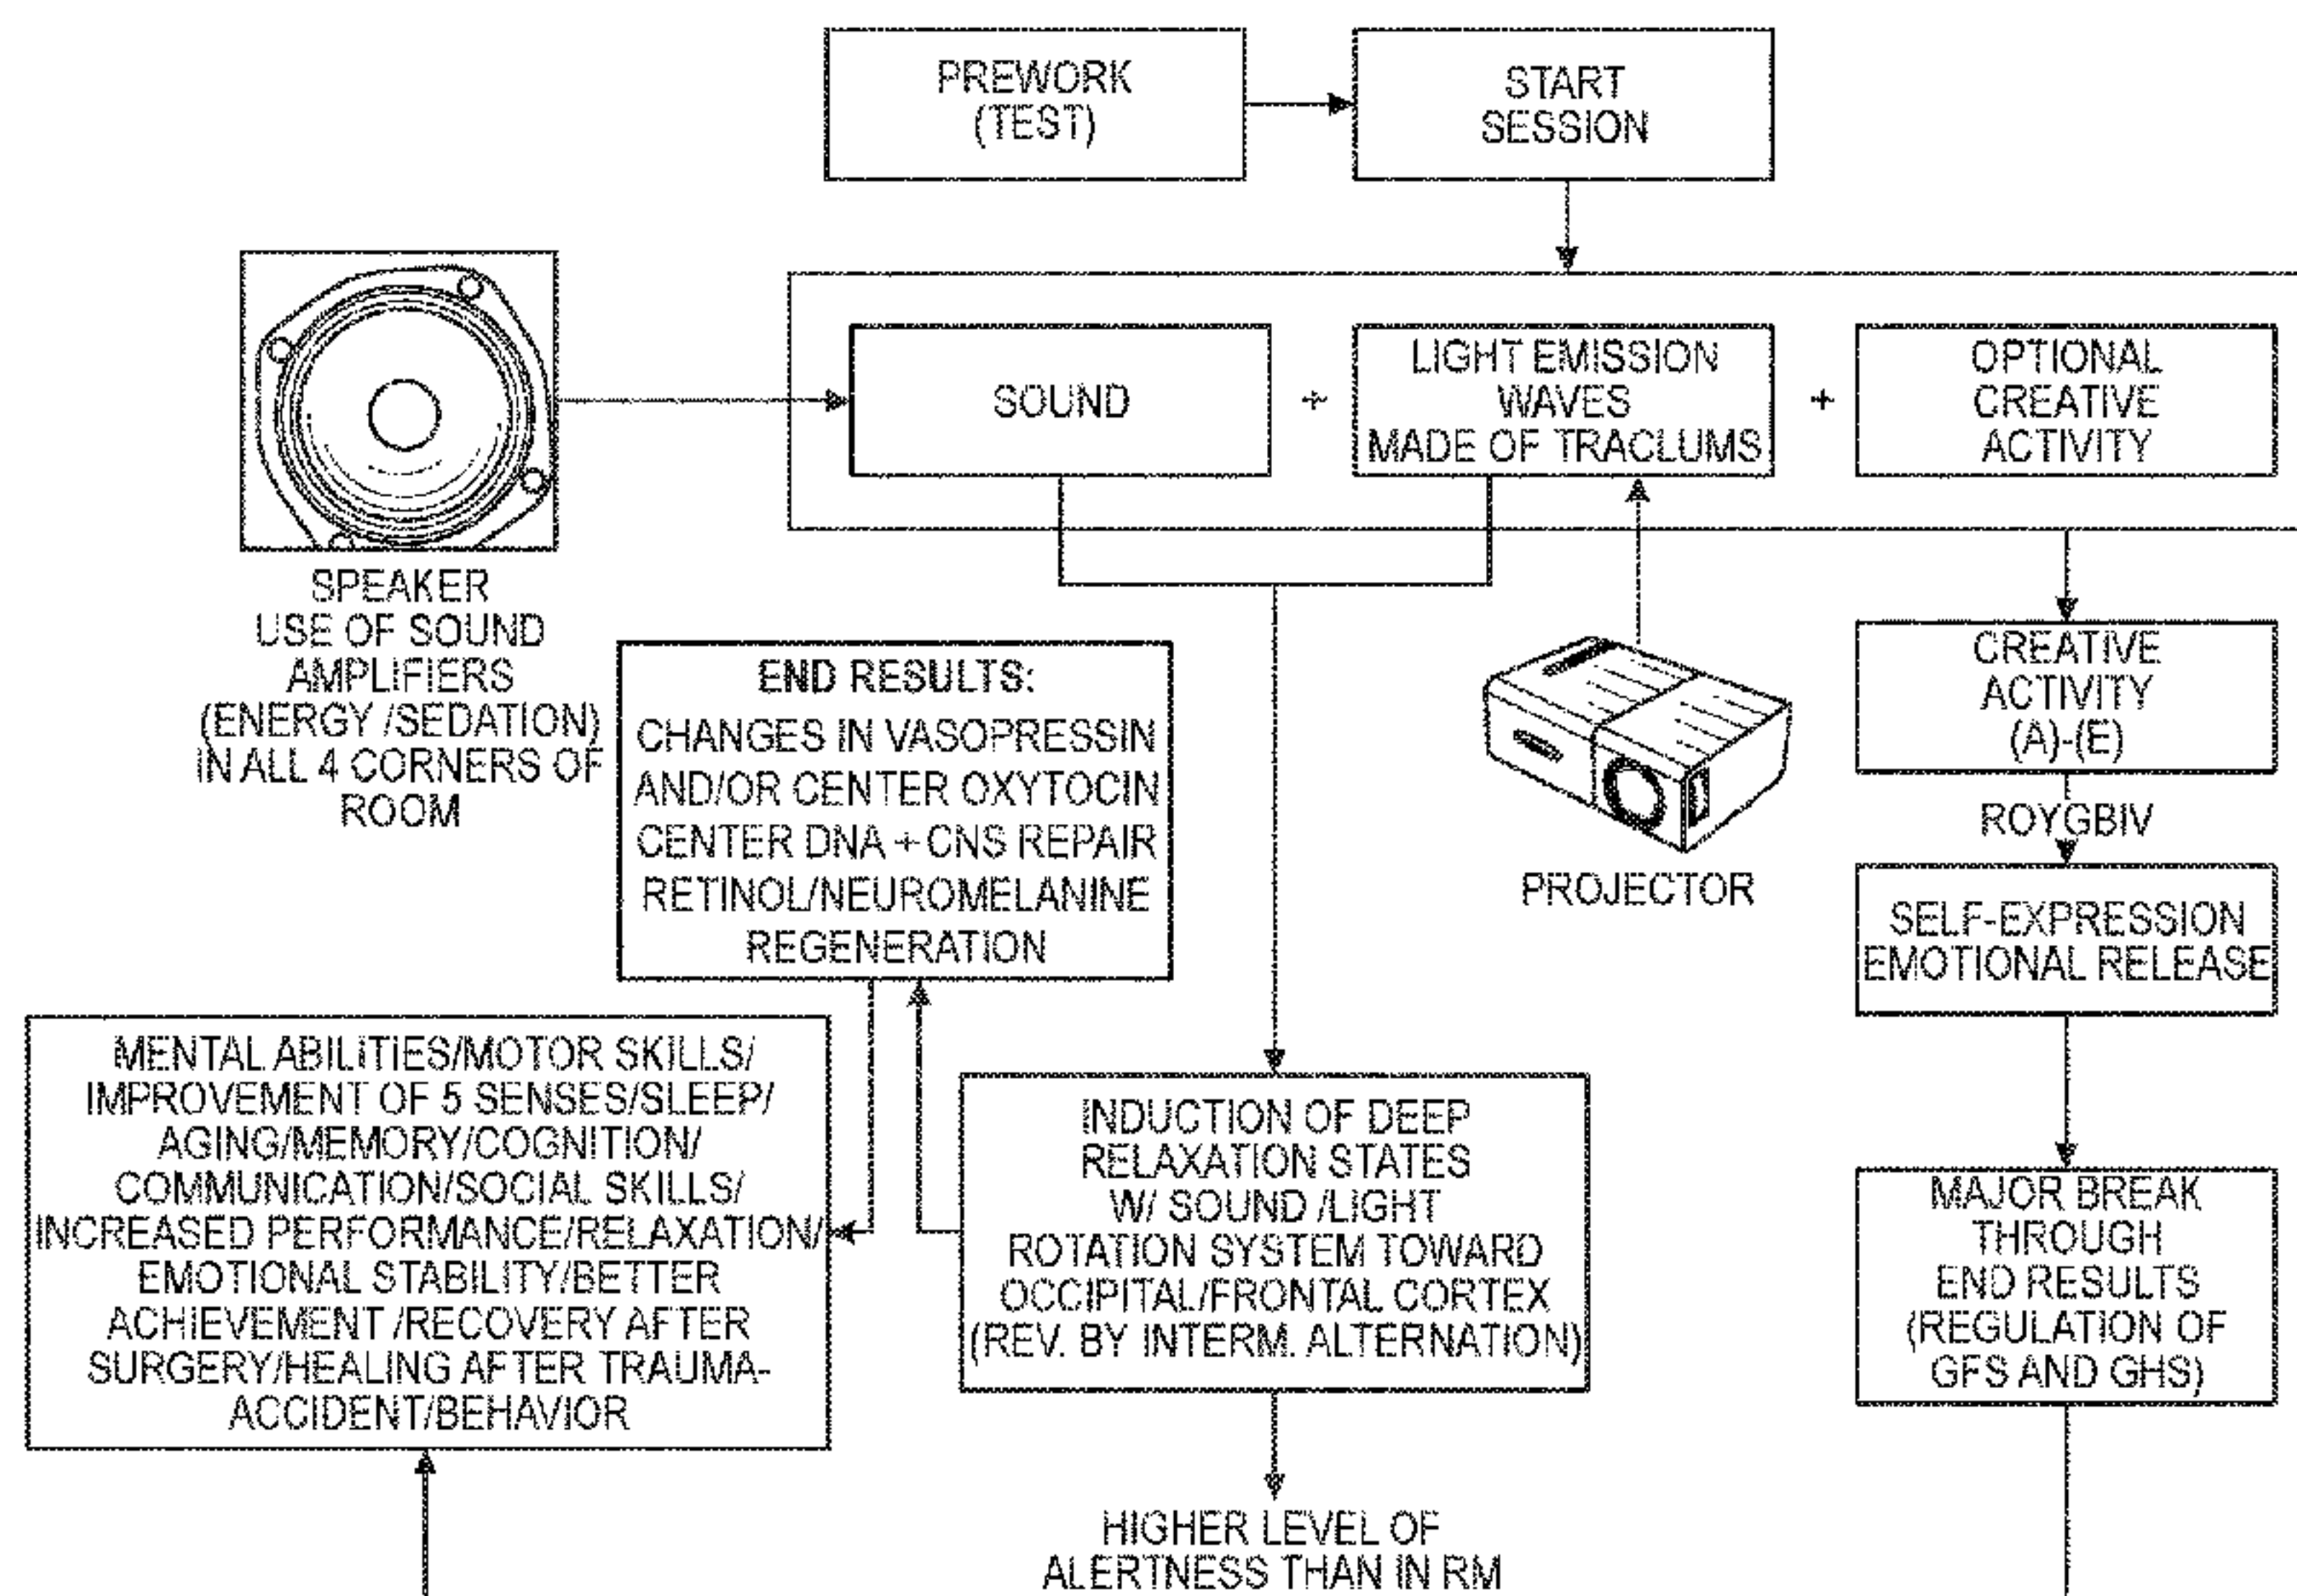 PREWORK
(TEST)
START
SESSION
SOUND
+
LIGHT EMISSION
WAVES
MADE OF TRACLUMS
+
OPTIONAL
CREATIVE
ACTIVITY
SPEAKER
USE OF SOUND
AMPLIFIERS
(ENERGY /SEDATION)
IN ALL 4 CORNERS OF
ROOM
END RESULTS:
CHANGES IN VASOPRESSIN
AND/OR CENTER OXYTOCIN
CENTER DNA + CNS REPAIR
RETINOL/NEUROMELANINE
REGENERATION
PROJECTOR
CREATIVE
ACTIVITY
(A)-(E)
ROYGBIV
SELF-EXPRESSION
EMOTIONAL RELEASE
MENTAL ABILITIES/MOTOR SKILLS/
IMPROVEMENT OF 5 SENSES/SLEEP/
AGING/MEMORY/COGNITION/
COMMUNICATION/SOCIAL SKILLS/
INCREASED PERFORMANCE/RELAXATION/
EMOTIONAL STABILITY/BETTER
ACHIEVEMENT /RECOVERY AFTER
SURGERY/HEALING AFTER TRAUMA-
ACCIDENT/BEHAVIOR
INDUCTION OF DEEP
RELAXATION STATES
W/ SOUND /LIGHT
ROTATION SYSTEM TOWARD
OCCIPITAL/FRONTAL CORTEX
(REV. BY INTERM. ALTERNATION)
MAJOR BREAK
THROUGH
END RESULTS
(REGULATION OF
GFS AND GHS)
HIGHER LEVEL OF
ALERTNESS THAN IN RM